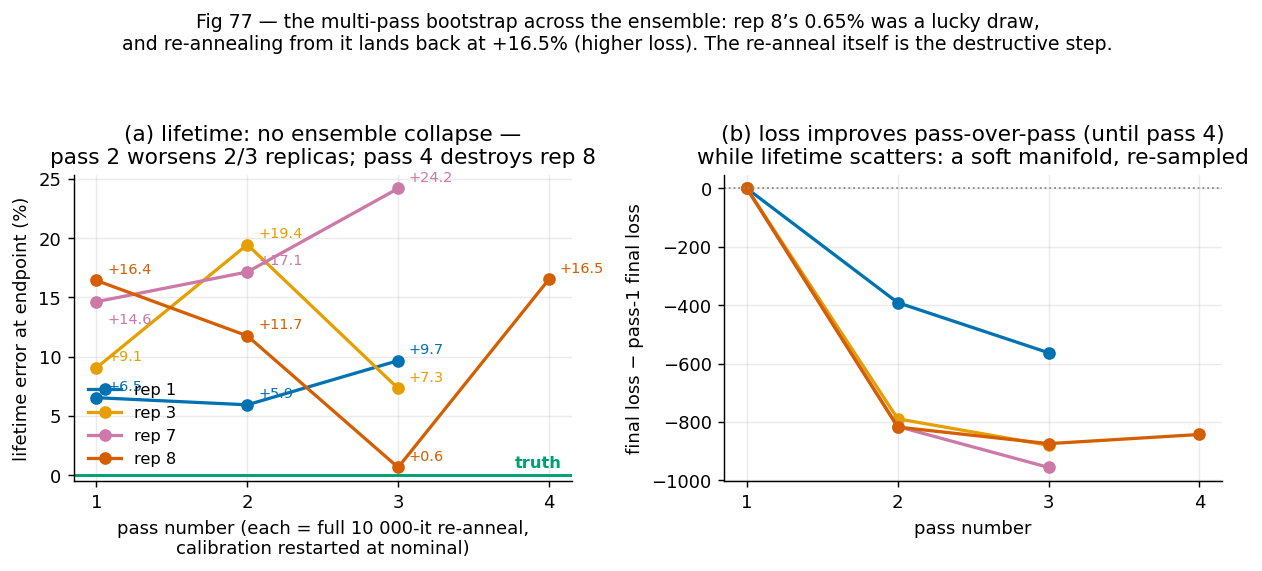 Fig 77 — the multi-pass bootstrap across the ensemble: rep 8’s 0.65% was a lucky draw,
and re-annealing from it lands back at +16.5% (higher loss). The re-anneal itself is the destructive step.
(a) lifetime: no ensemble collapse —
pass 2 worsens 2/3 replicas; pass 4 destroys rep 8
lifetime error at endpoint (%)
25
20
15
10
5
0
+24.2
+19.4
+17.1
+16.4
+16.5
+14.6
+11.7
+9.1
+9.7
+7.3
+6.5
+5.9
+0.6
rep 1
rep 3
rep 7
rep 8
truth
1
2
3
4
pass number (each = full 10 000-it re-anneal,
calibration restarted at nominal)
(b) loss improves pass-over-pass (until pass 4)
while lifetime scatters: a soft manifold, re-sampled
final loss − pass-1 final loss
0
−200
−400
−600
−800
−1000
1
2
3
4
pass number